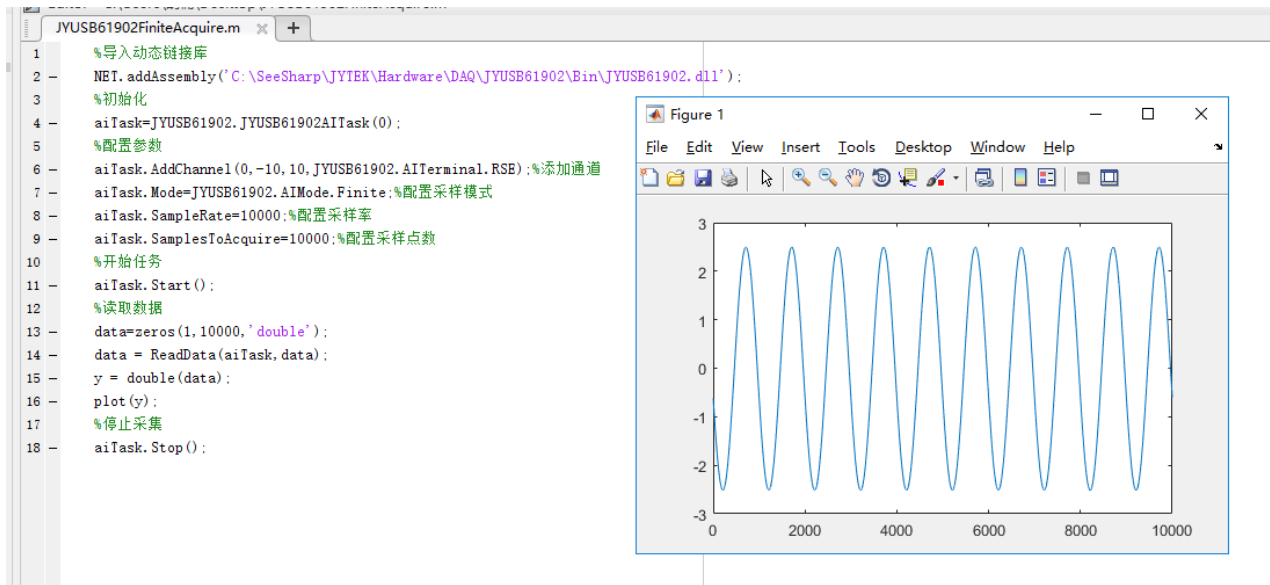 JYUSB61902FiniteAcquire.m
1 %导入动态链接库
2 — NET.addAssembly('C:\SeeSharp\JYTEK\Hardware\DAQ\JYUSB61902\Bin\JYUSB61902.dll');
3 %初始化
4 — aiTask=JYUSB61902.JYUSB61902AITask(0);
5 %配置参数
6 — aiTask.AddChannel(0,-10,10,JYUSB61902.AITerminal.RSE);%添加通道
7 — aiTask.Mode=JYUSB61902.AIMode.Finite;%配置采样模式
8 — aiTask.SampleRate=10000;%配置采样率
9 — aiTask.SamplesToAcquire=10000;%配置采样点数
10 %开始任务
11 — aiTask.Start();
12 %读取数据
13 — data=zeros(1,10000,'double');
14 — data = ReadData(aiTask,data);
15 — y = double(data);
16 — plot(y);
17 %停止采集
18 — aiTask.Stop();
Figure 1
File Edit View Insert Tools Desktop Window Help
3
2
1
0
-1
-2
-3
0 2000 4000 6000 8000 10000